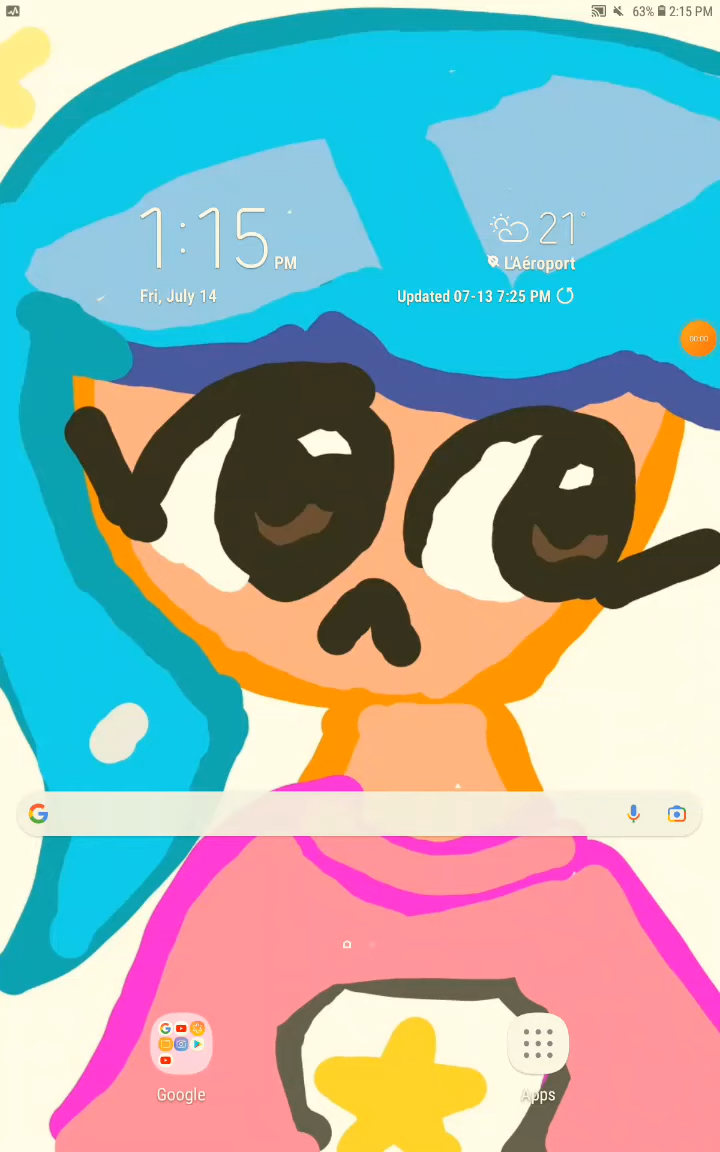 63% 2:15 PM
1:15 PM
21°
L'Aéroport
Fri, July 14
Updated 07-13 7:25 PM
00:00
Google
Apps